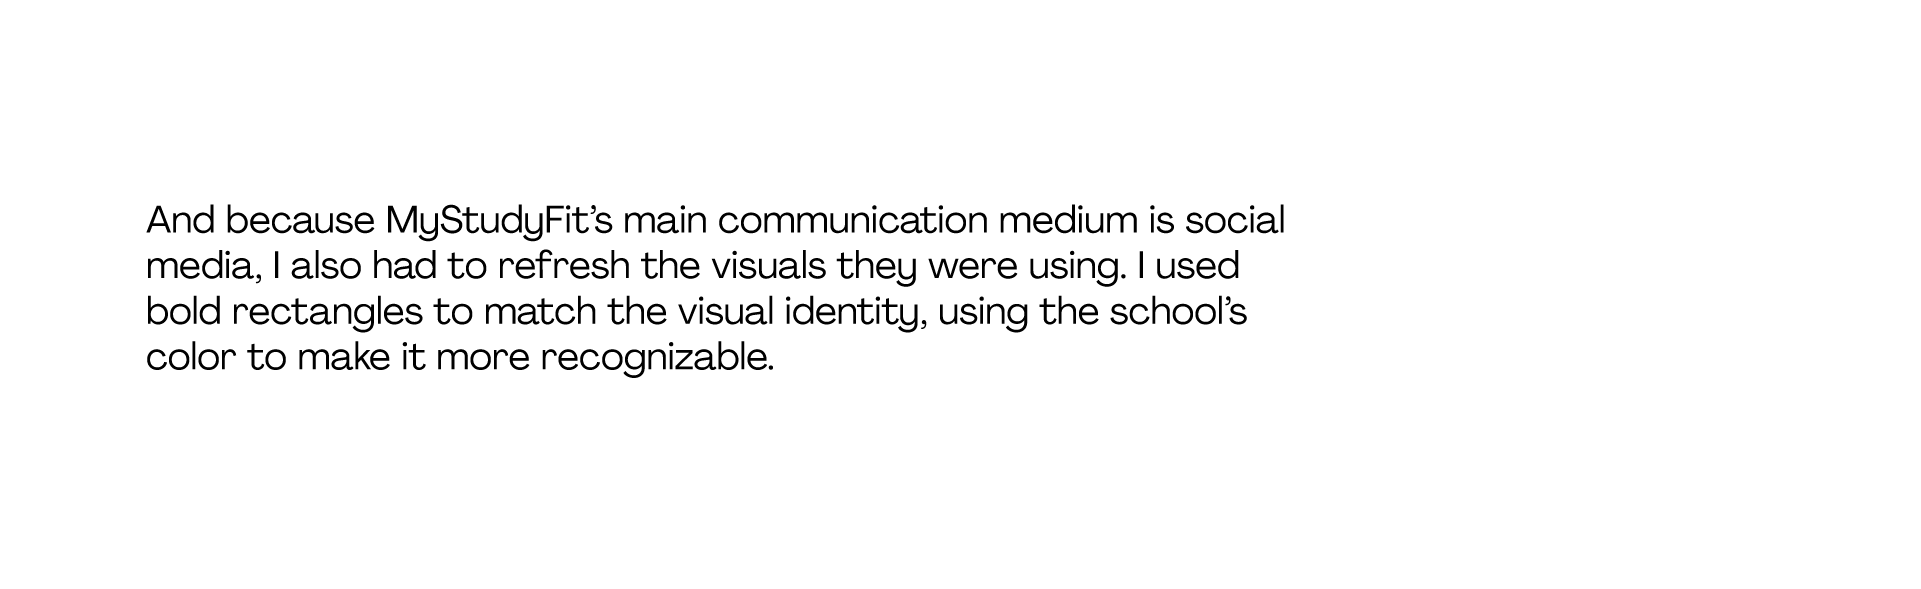 And because MyStudyFit’s main communication medium is social
media, I also had to refresh the visuals they were using. I used
bold rectangles to match the visual identity, using the school’s
color to make it more recognizable.